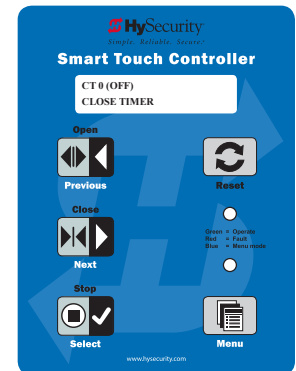 HySecurity
Simple. Reliable. Secure.
Smart Touch Controller
CT 0 (OFF)
CLOSE TIMER
Open
Previous
Reset
Close
Next
Green = Operate
Red = Fault
Blue = Menu mode
Stop
Select
Menu
www.hysecurity.com